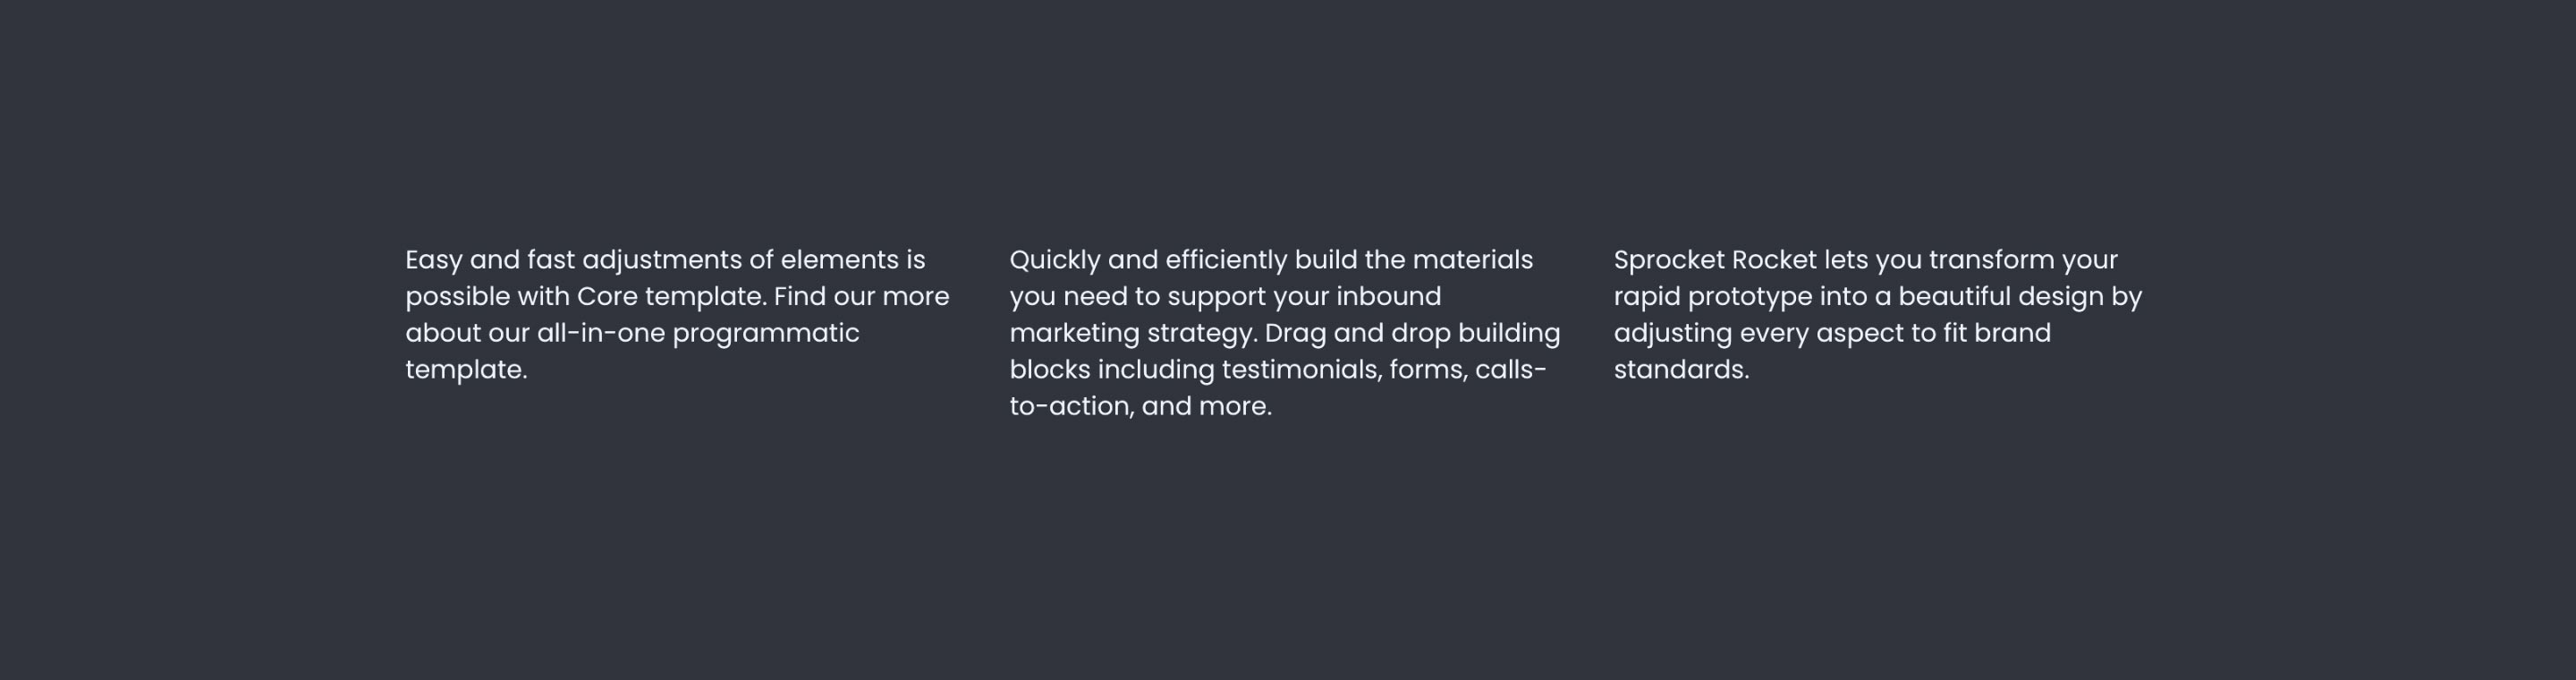 Easy and fast adjustments of elements is
possible with Core template. Find our more
about our all-in-one programmatic
template.
Quickly and efficiently build the materials
you need to support your inbound
marketing strategy. Drag and drop building
blocks including testimonials, forms, calls-
to-action, and more.
Sprocket Rocket lets you transform your
rapid prototype into a beautiful design by
adjusting every aspect to fit brand
standards.